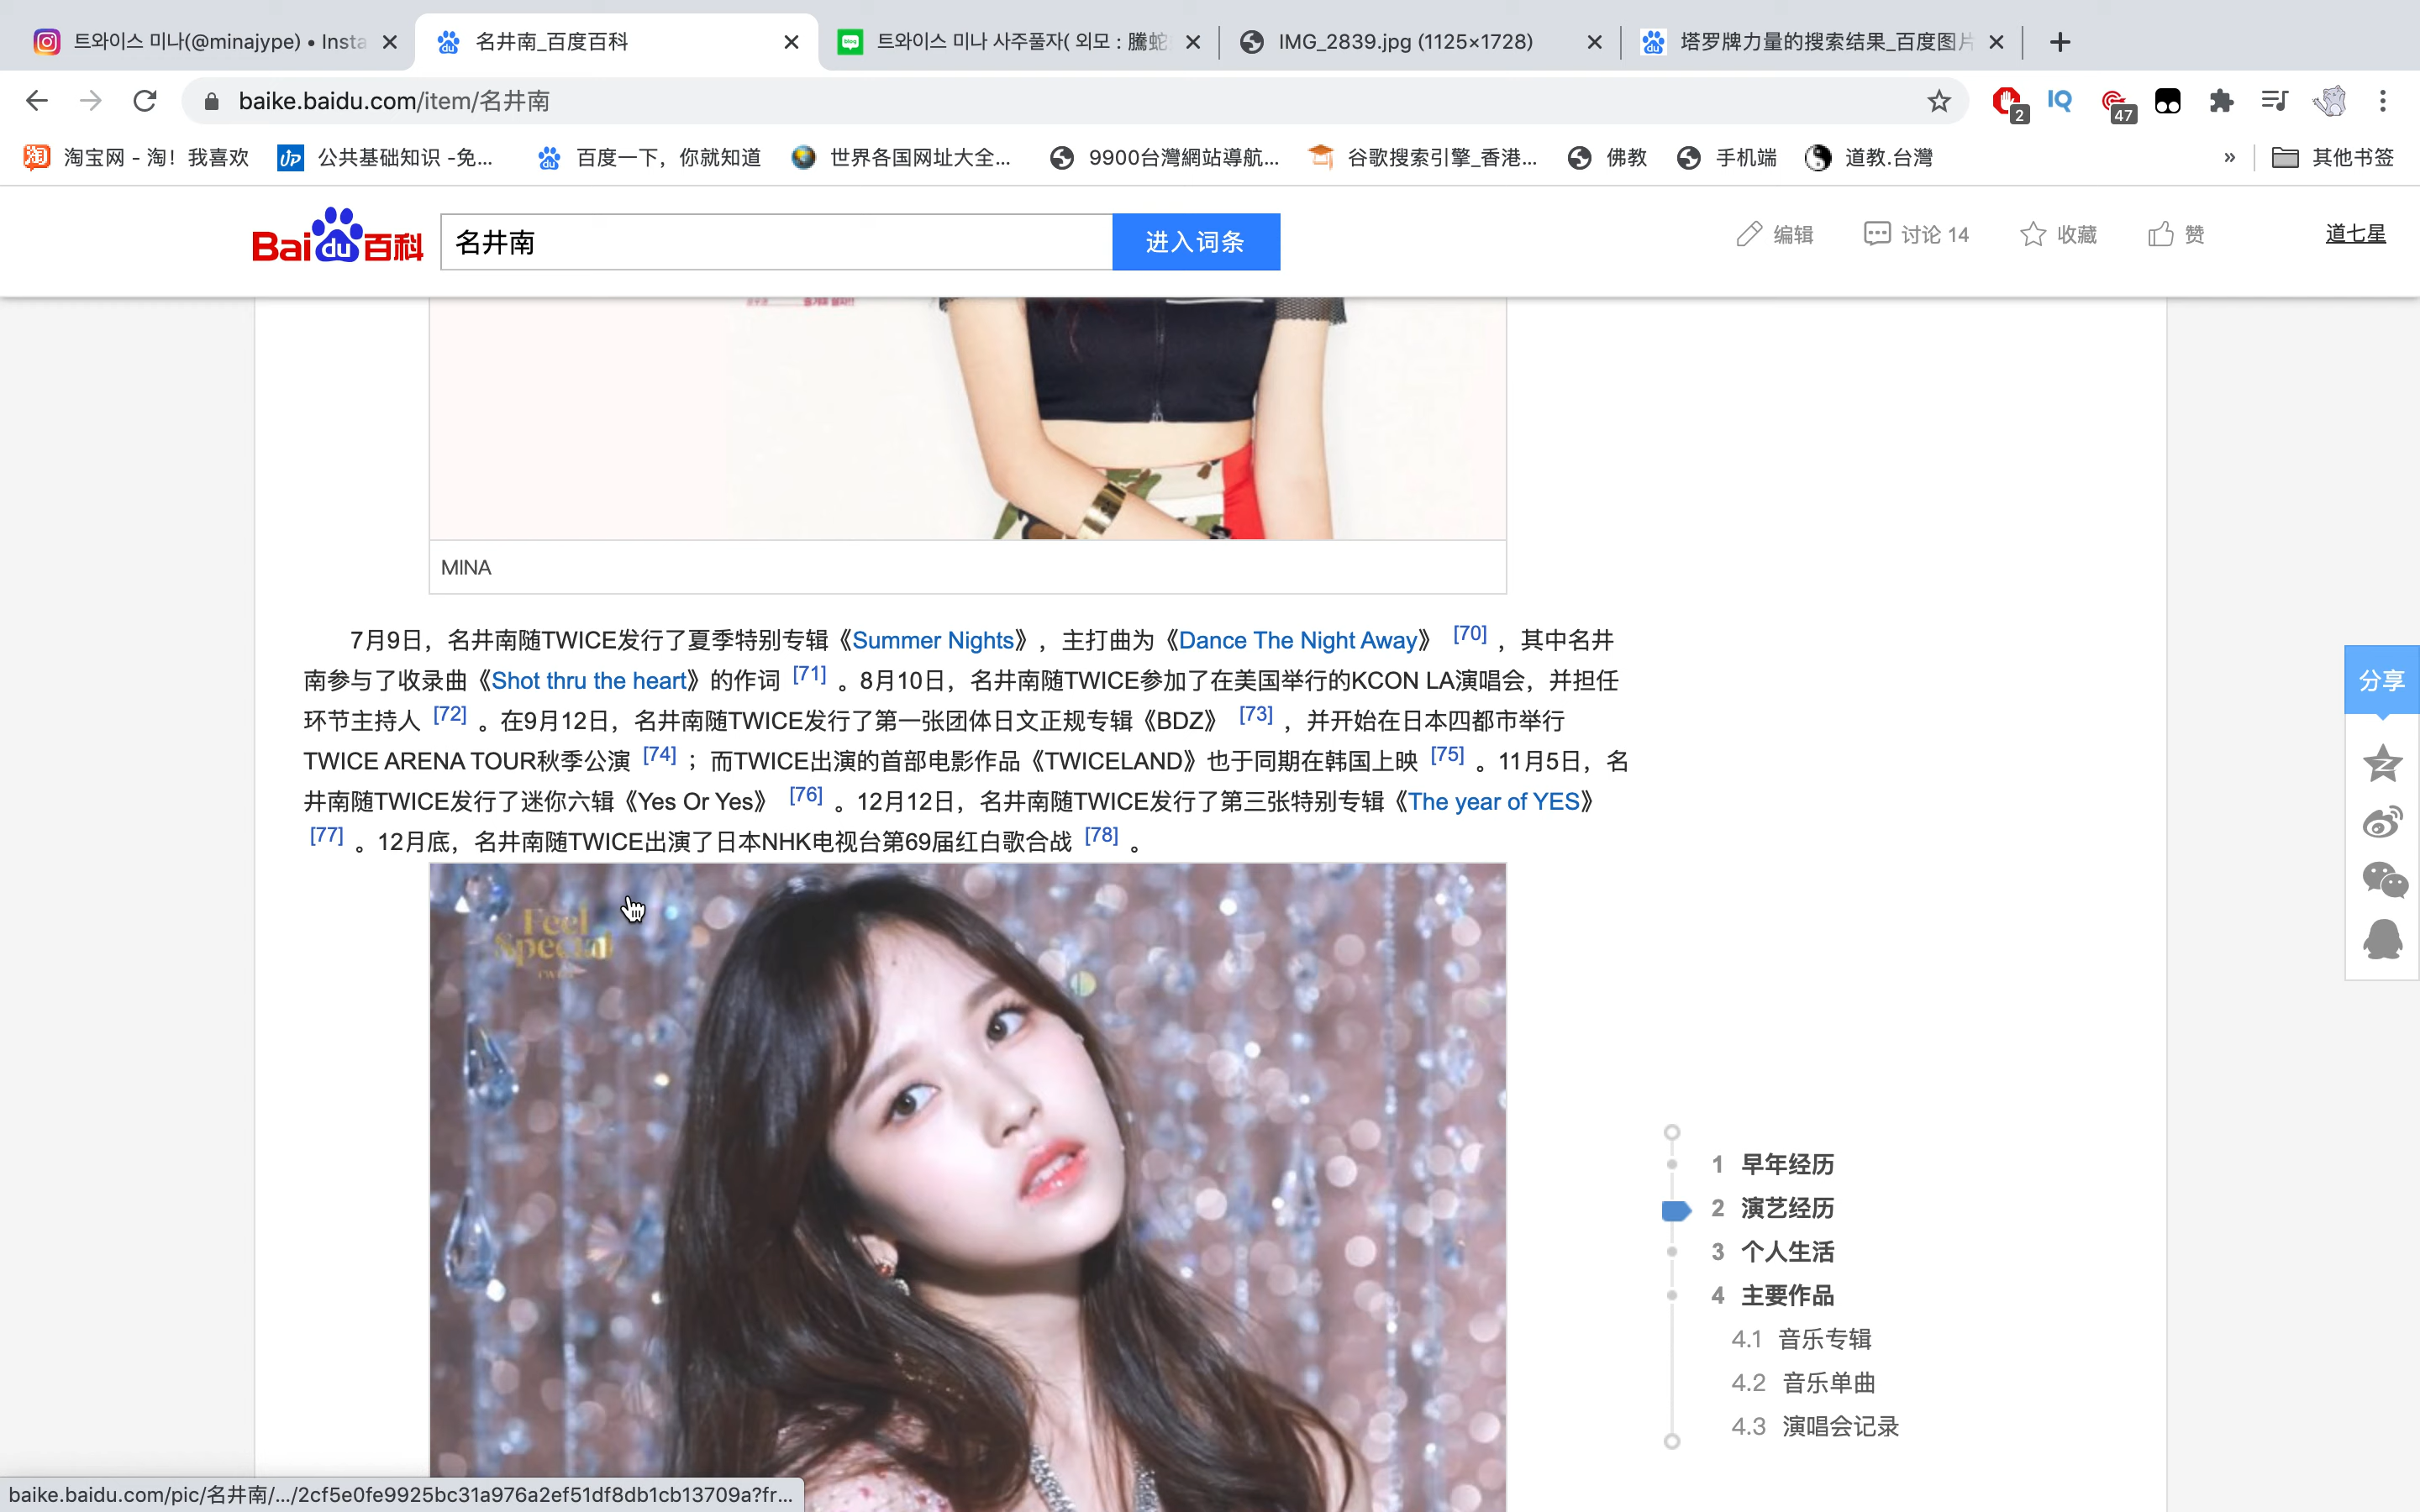 트와이스 미나(@minajype) • Insta
名井南_百度百科
트와이스 미나 사주풀자( 외모 : 騰蛇
IMG_2839.jpg (1125×1728)
塔罗牌力量的搜索结果_百度图片
baike.baidu.com/item/名井南
2
IQ
47
淘宝网 - 淘！我喜欢
公共基础知识 -免...
百度一下，你就知道
世界各国网址大全...
9900台灣網站導航...
谷歌搜索引擎_香港...
佛教
手机端
道教.台灣
»
其他书签
Bai du 百科
名井南
进入词条
编辑
讨论 14
收藏
赞
道七星
MINA
7月9日，名井南随TWICE发行了夏季特别专辑《Summer Nights》，主打曲为《Dance The Night Away》 [70] ，其中名井
南参与了收录曲《Shot thru the heart》的作词 [71] 。8月10日，名井南随TWICE参加了在美国举行的KCON LA演唱会，并担任
环节主持人 [72] 。在9月12日，名井南随TWICE发行了第一张团体日文正规专辑《BDZ》 [73] ，并开始在日本四都市举行
TWICE ARENA TOUR秋季公演 [74] ；而TWICE出演的首部电影作品《TWICELAND》也于同期在韩国上映 [75] 。11月5日，名
井南随TWICE发行了迷你六辑《Yes Or Yes》 [76] 。12月12日，名井南随TWICE发行了第三张特别专辑《The year of YES》
[77] 。12月底，名井南随TWICE出演了日本NHK电视台第69届红白歌合战 [78] 。
分享
Feel
Special
1 早年经历
2 演艺经历
3 个人生活
4 主要作品
4.1 音乐专辑
4.2 音乐单曲
4.3 演唱会记录
baike.baidu.com/pic/名井南/.../2cf5e0fe9925bc31a976a2ef51df8db1cb13709a?fr...